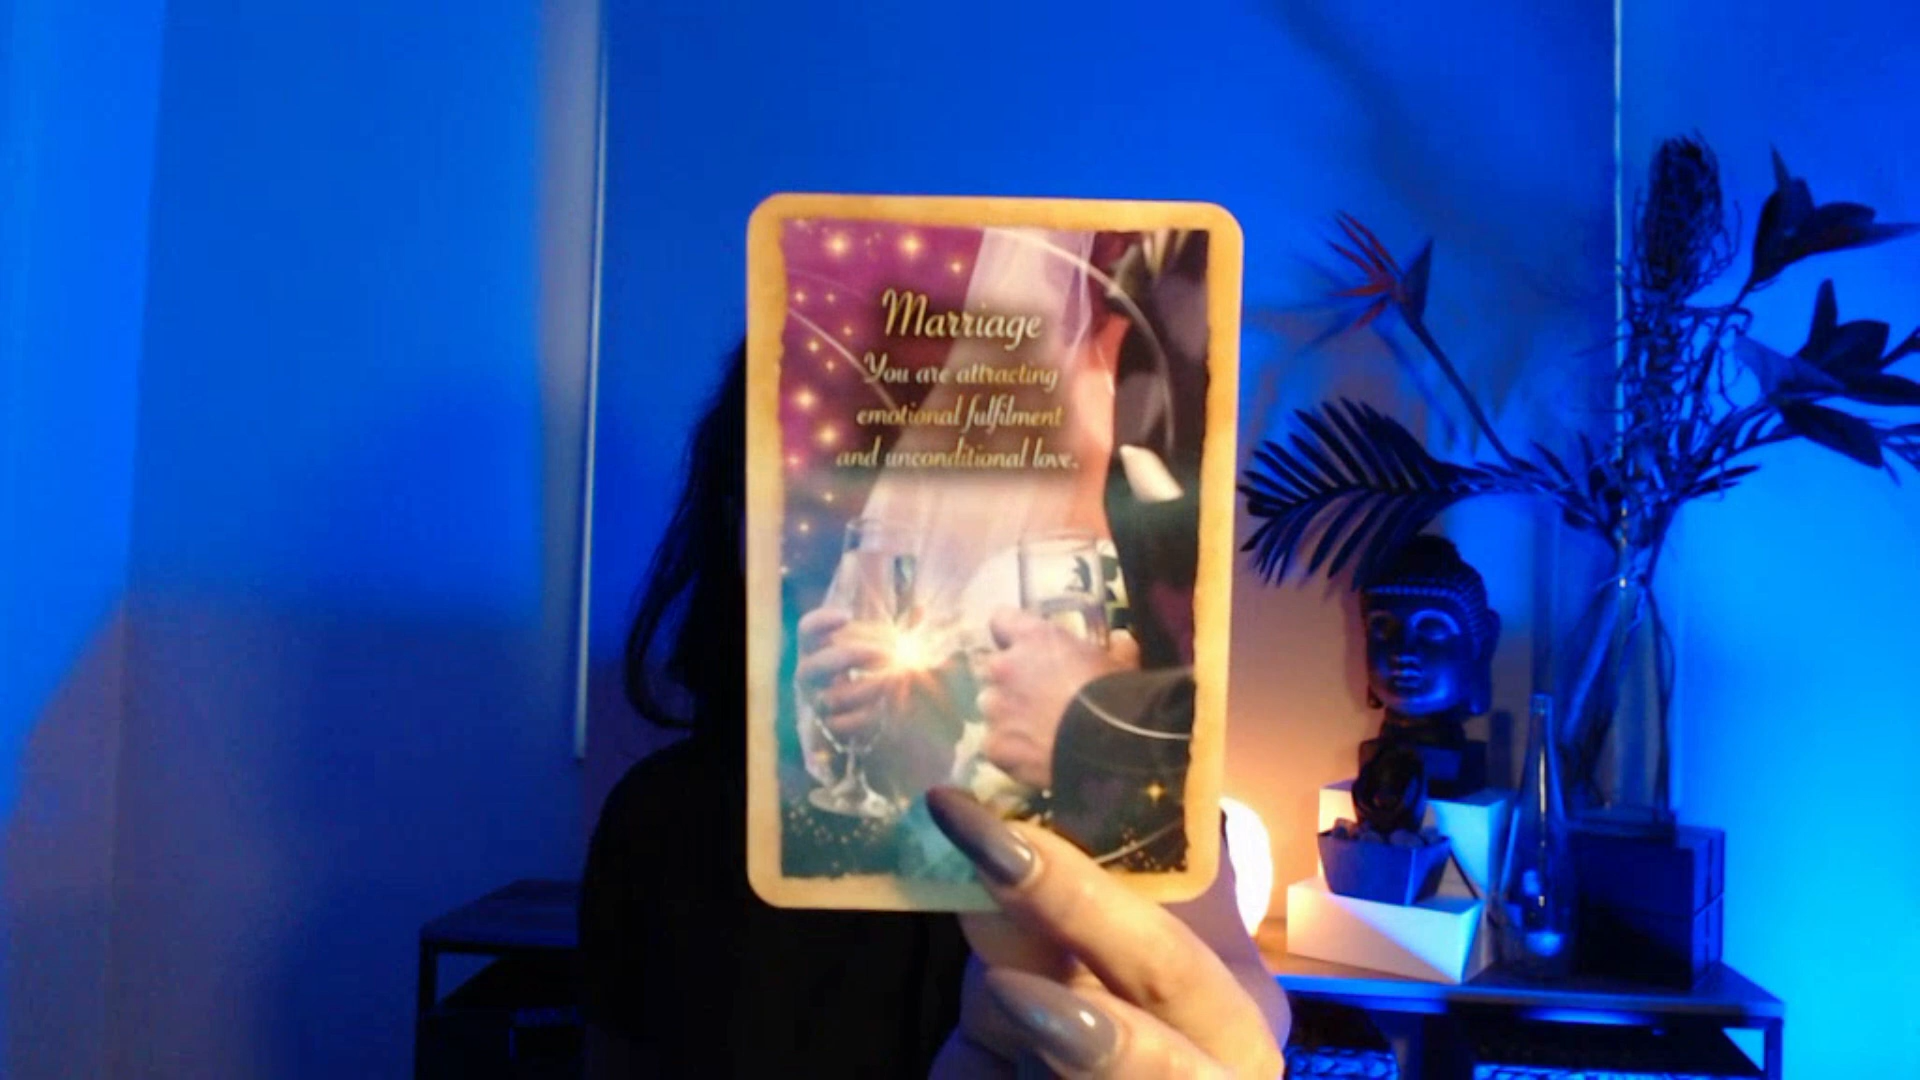 Marriage
You are attracting
emotional fulfilment
and unconditional love.